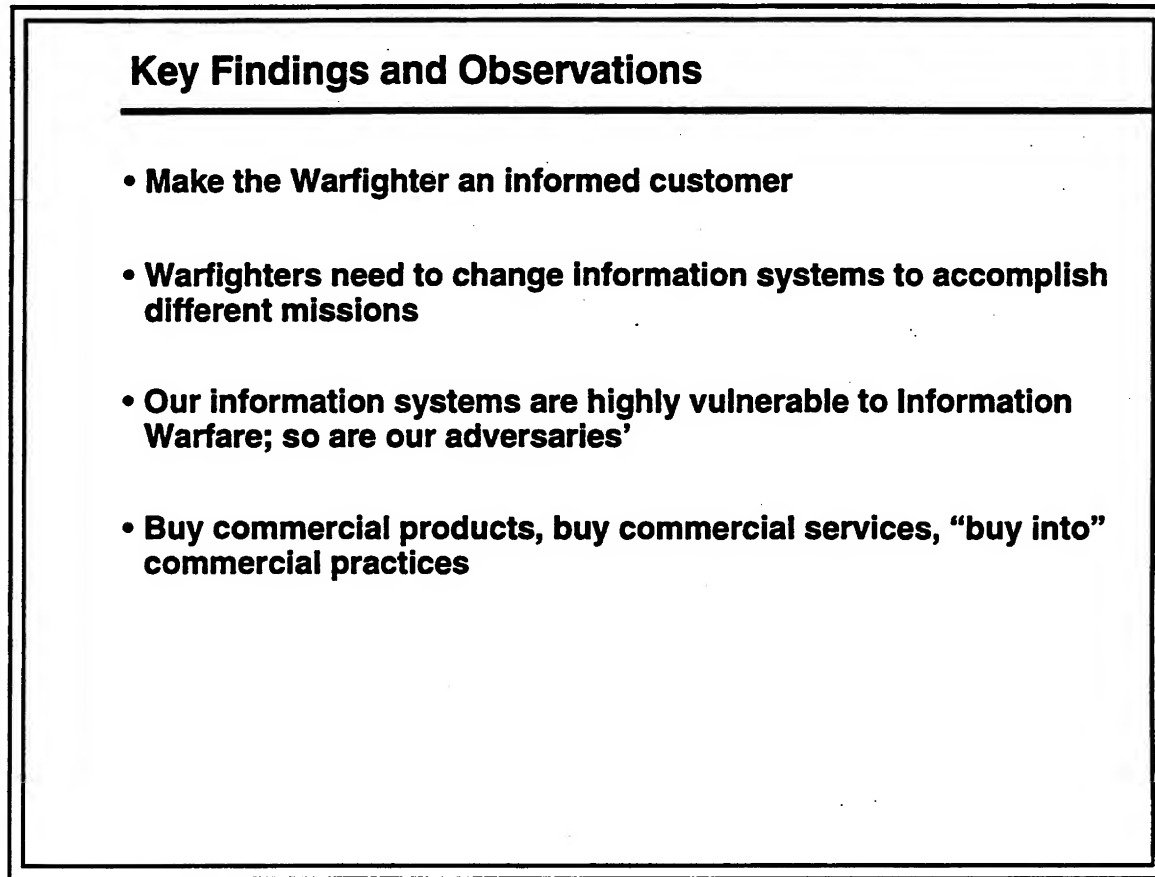 Key Findings and Observations
• Make the Warfighter an informed customer
• Warfighters need to change information systems to accomplish
different missions
• Our information systems are highly vulnerable to Information
Warfare; so are our adversaries’
• Buy commercial products, buy commercial services, “buy into”
commercial practices